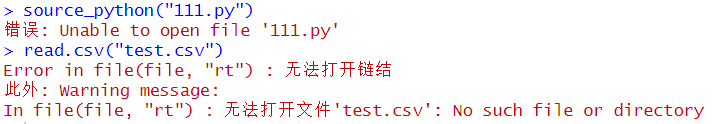 > source_python("111.py")
错误: Unable to open file '111.py'
> read.csv("test.csv")
Error in file(file, "rt") : 无法打开链结
此外: Warning message:
In file(file, "rt") : 无法打开文件'test.csv': No such file or directory